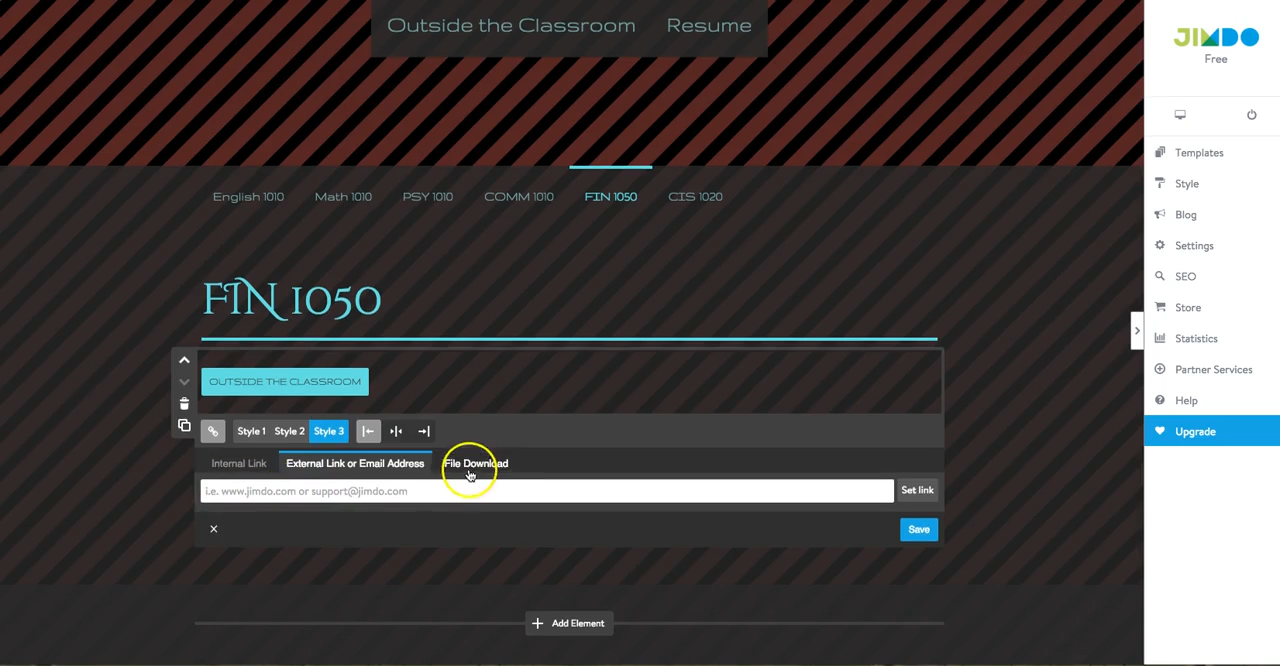 Outside the Classroom Resume
JIMDO
Free
Templates
Style
Blog
Settings
SEO
Store
Statistics
Partner Services
Help
Upgrade
English 1010 Math 1010 PSY 1010 COMM 1010 FIN 1050 CIS 1020
FIN 1050
OUTSIDE THE CLASSROOM
Style 1 Style 2 Style 3
Internal Link External Link or Email Address File Download
i.e. www.jimdo.com or support@jimdo.com Set link
Save
Add Element